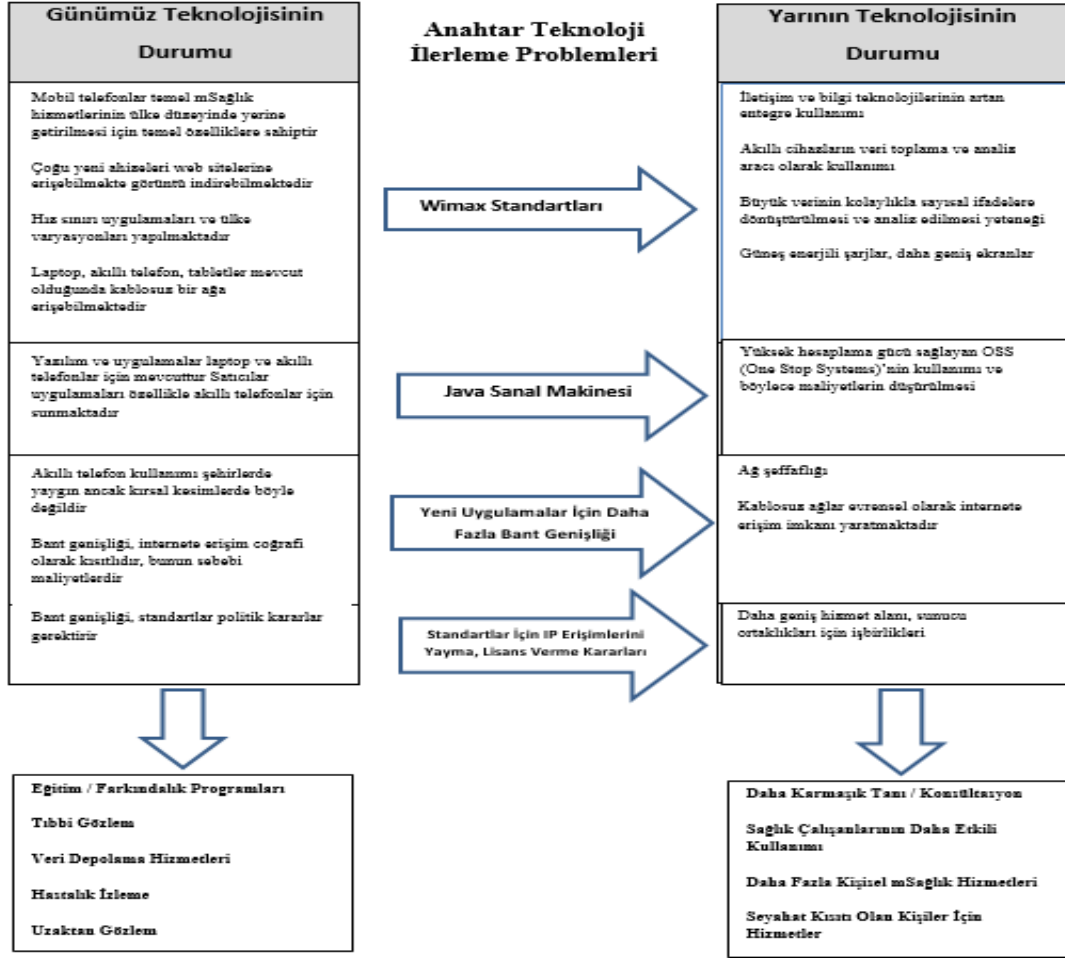 Günümüz Teknolojisinin
Durumu
Mobil telefonlar temel mSağlık
hizmetlerinin ülke düzeyinde yerine
getirilmesi için temel özelliklere sahiptir
Çoğu yeni ahizeleri web sitelerine
erişebilmekte görüntü indirebilmektedir
Hız sınırı uygulamaları ve ülke
varyasyonları yapılmaktadır
Laptop, akıllı telefon, tabletler mevcut
olduğunda kablosuz bir ağa
erişebilmektedir
Yazılım ve uygulamalar laptop ve akıllı
telefonlar için mevcuttur Satıcılar
uygulamaları özellikle akıllı telefonlar için
sunmaktadır
Akıllı telefon kullanımı şehirlerde
yaygın ancak kırsal kesimlerde böyle
değildir
Bant genişliği, internete erişim coğrafi
olarak kısıtlıdır, bunun sebebi
maliyetlerdir
Bant genişliği, standartlar politik kararlar
gerektirir
Eğitim / Farkındalık Programları
Tıbbi Gözlem
Veri Depolama Hizmetleri
Hastalık İzleme
Uzaktan Gözlem
Anahtar Teknoloji
İlerleme Problemleri
Wimax Standartları
Java Sanal Makinesi
Yeni Uygulamalar İçin Daha
Fazla Bant Genişliği
Standartlar İçin IP Erişimlerini
Yayma, Lisans Verme Kararları
Yarının Teknolojisinin
Durumu
İletişim ve bilgi teknolojilerinin artan
entegre kullanımı
Akıllı cihazların veri toplama ve analiz
aracı olarak kullanımı
Büyük verinin kolaylıkla sayısal ifadelere
dönüştürülmesi ve analiz edilmesi yeteneği
Güneş enerjili şarjlar, daha geniş ekranlar
Yüksek hesaplama gücü sağlayan OSS
(One Stop Systems)'nin kullanımı ve
böylece maliyetlerin düşürülmesi
Ağ şeffaflığı
Kablosuz ağlar evrensel olarak internete
erişim imkanı yaratmaktadır
Daha geniş hizmet alanı, sunucu
ortaklıkları için işbirlikleri
Daha Karmaşık Tanı / Konsültasyon
Sağlık Çalışanlarının Daha Etkili
Kullanımı
Daha Fazla Kişisel mSağlık Hizmetleri
Seyahat Kısıtı Olan Kişiler İçin
Hizmetler